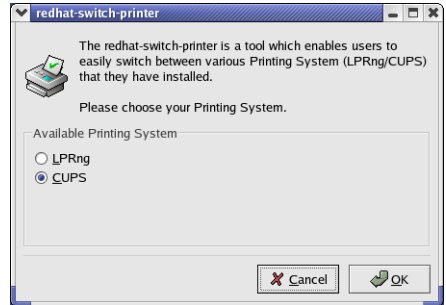 redhat-switch-printer
The redhat-switch-printer is a tool which enables users to
easily switch between various Printing System (LPRng/CUPS)
that they have installed.
Please choose your Printing System.
Available Printing System
LPRng
CUPS
Cancel
OK